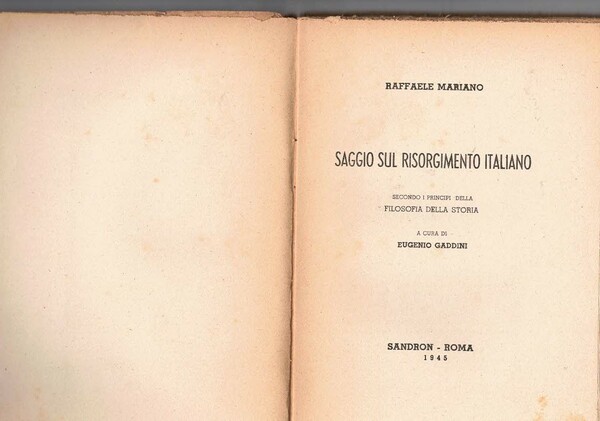 RAFFAELE MARIANO
SAGGIO SUL RISORGIMENTO ITALIANO
SECONDO I PRINCIPI DELLA
FILOSOFIA DELLA STORIA
A CURA DI
EUGENIO GADDINI
SANDRON - ROMA
1945